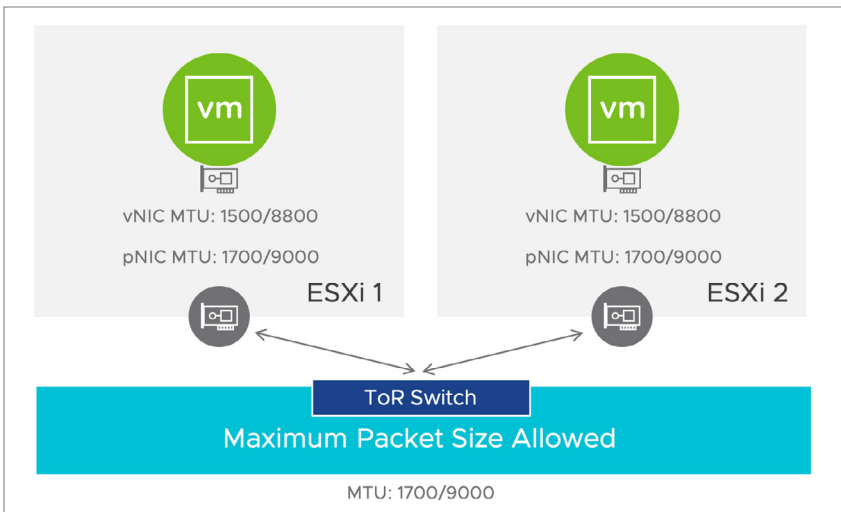 vm
vm
vNIC MTU: 1500/8800
vNIC MTU: 1500/8800
pNIC MTU: 1700/9000
pNIC MTU: 1700/9000
ESXi 1
ESXi 2
ToR Switch
Maximum Packet Size Allowed
MTU: 1700/9000